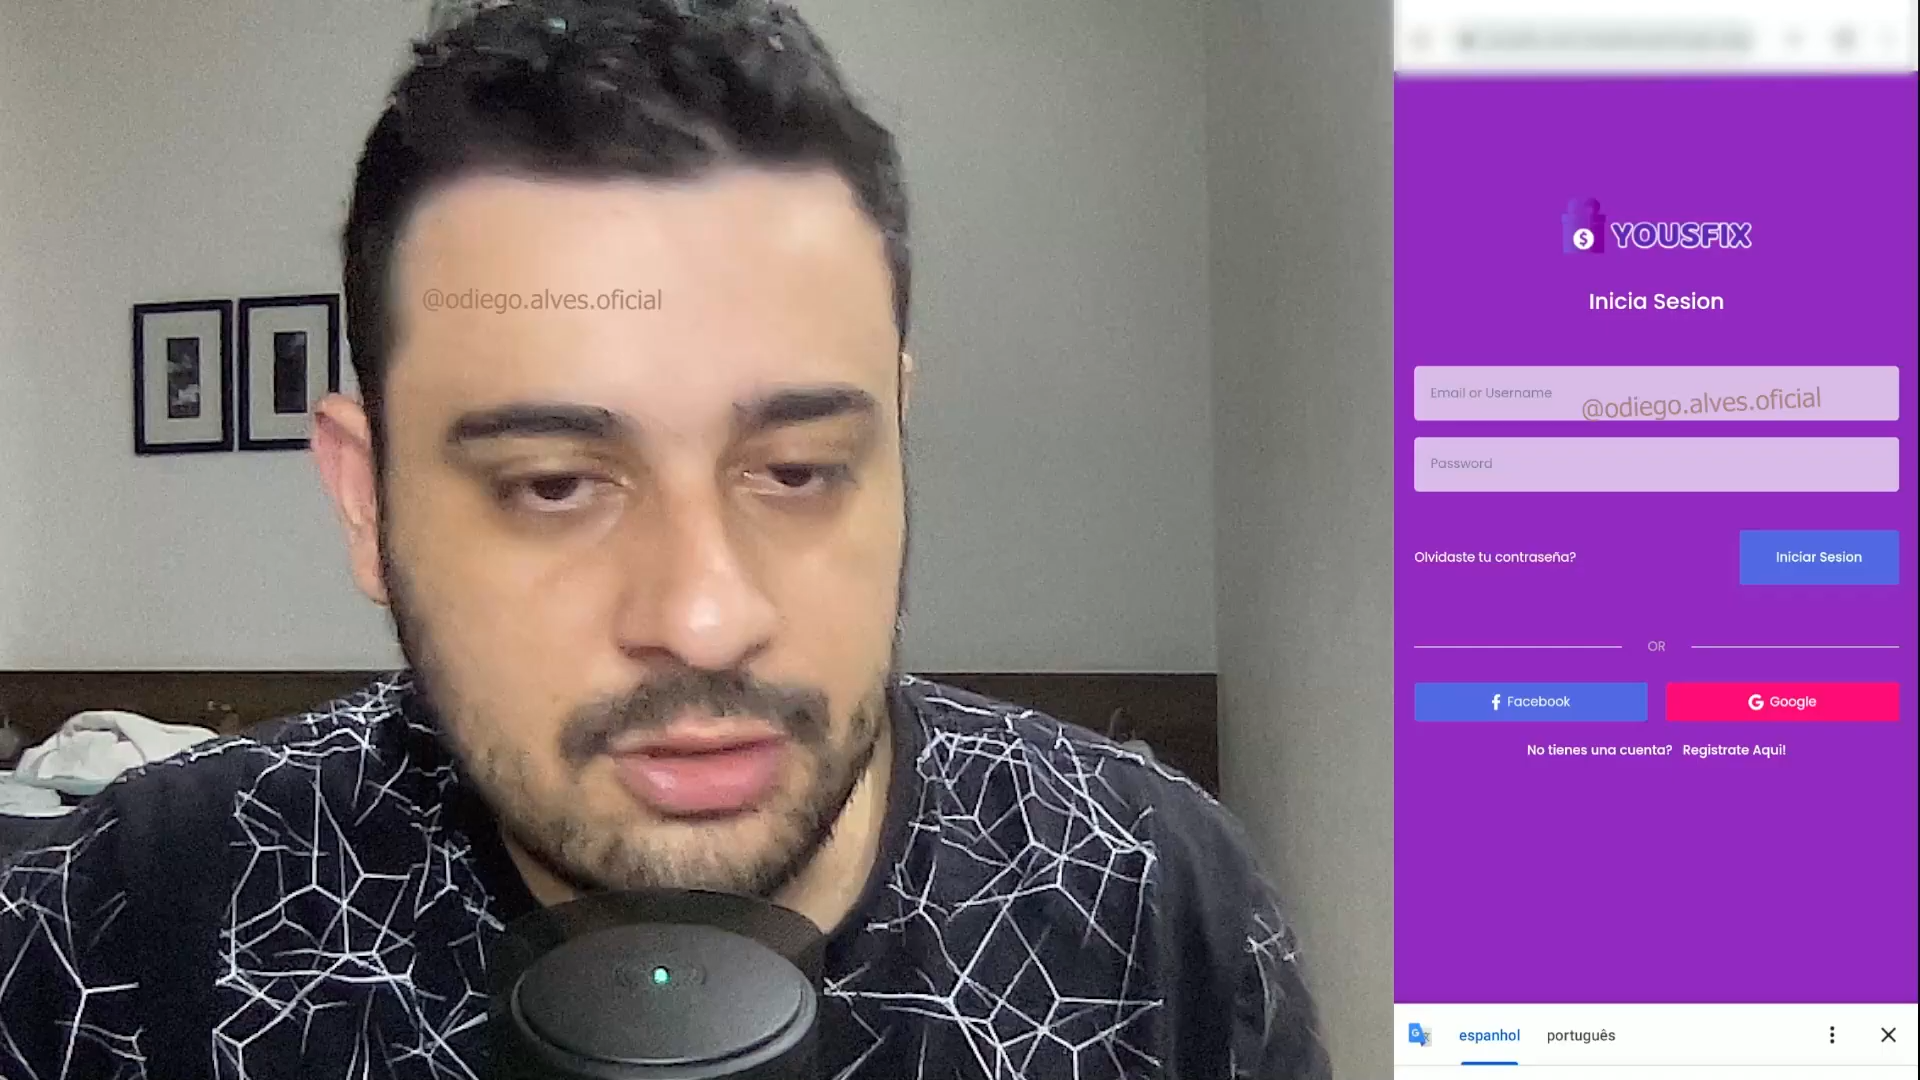 @odiego.alves.oficial
YOUSFIX
Inicia Sesion
Email or Username
@odiego.alves.oficial
Password
Olvidaste tu contraseña?
Iniciar Sesion
OR
Facebook
Google
No tienes una cuenta? Registrate Aqui!
espanhol português